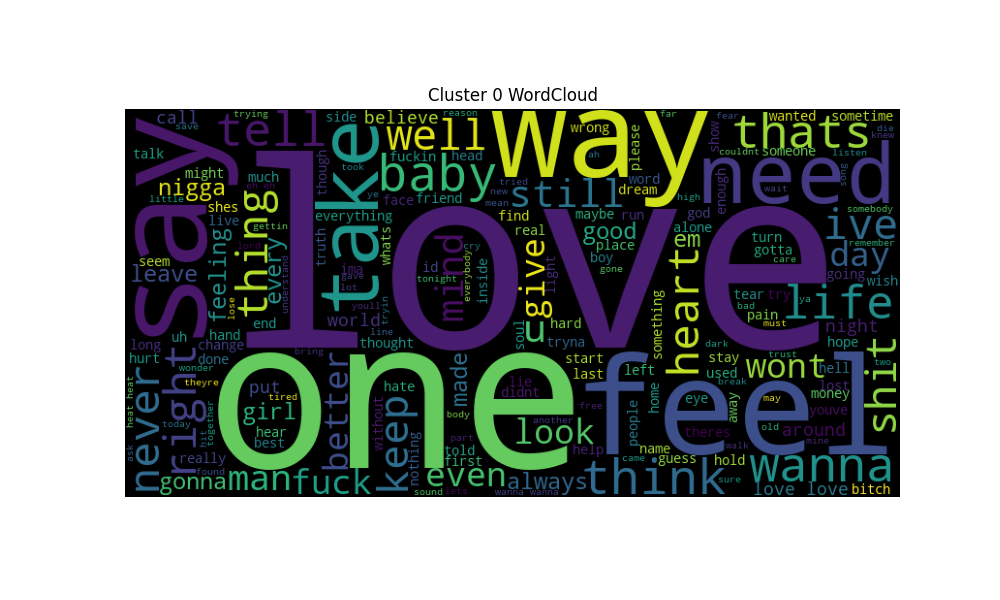 Cluster 0 WordCloud
call
save
trying
tell
side
believe
reason
way
far
fear
wanted
sometime
talk
though
take
well
wrong
please
show
thats
die
knew
say
might
much
nigga
fuckin
head
ah
couldnt
someone
listen
little
eh eh
took
baby
tried
word
need
song
shes
thing
ye
face
friend
new
still
dream
high
enough
wait
live
everything
mean
find
maybe
run
god
somebody
feeling
gettin
truth
whats
real
good
alone
em
turn
ive
remember
lord
every
ima
mind
cry
give
place
gotta
day
seem
love
id
everybody
inside
boy
care
going
leave
understand
gave
lot
tonight
light
gone
heart
tear
try
ya
life
wish
lose
youll
u
something
bad
end
world
tryin
soul
hard
pain
must
night
long
uh
hand
line
tryna
hope
change
thought
dark
hurt
right
done
bring
one
made
start
feel
left
stay
trust
wont
hell
two
shit
wonder
theyre
better
hate
lie
last
used
break
lost
heat heat
never
put
tired
didnt
eye
away
may
money
today
together
girl
without
keep
body
another
free
people
home
youve
hit
hear
look
theres
old
around
mine
best
nothing
part
help
walk
ask
really
told
name
found
first
came
guess
hold
wanna
gonna
man
fuck
even
always
think
sure
sound
lets
wanna wanna
love love
bitch